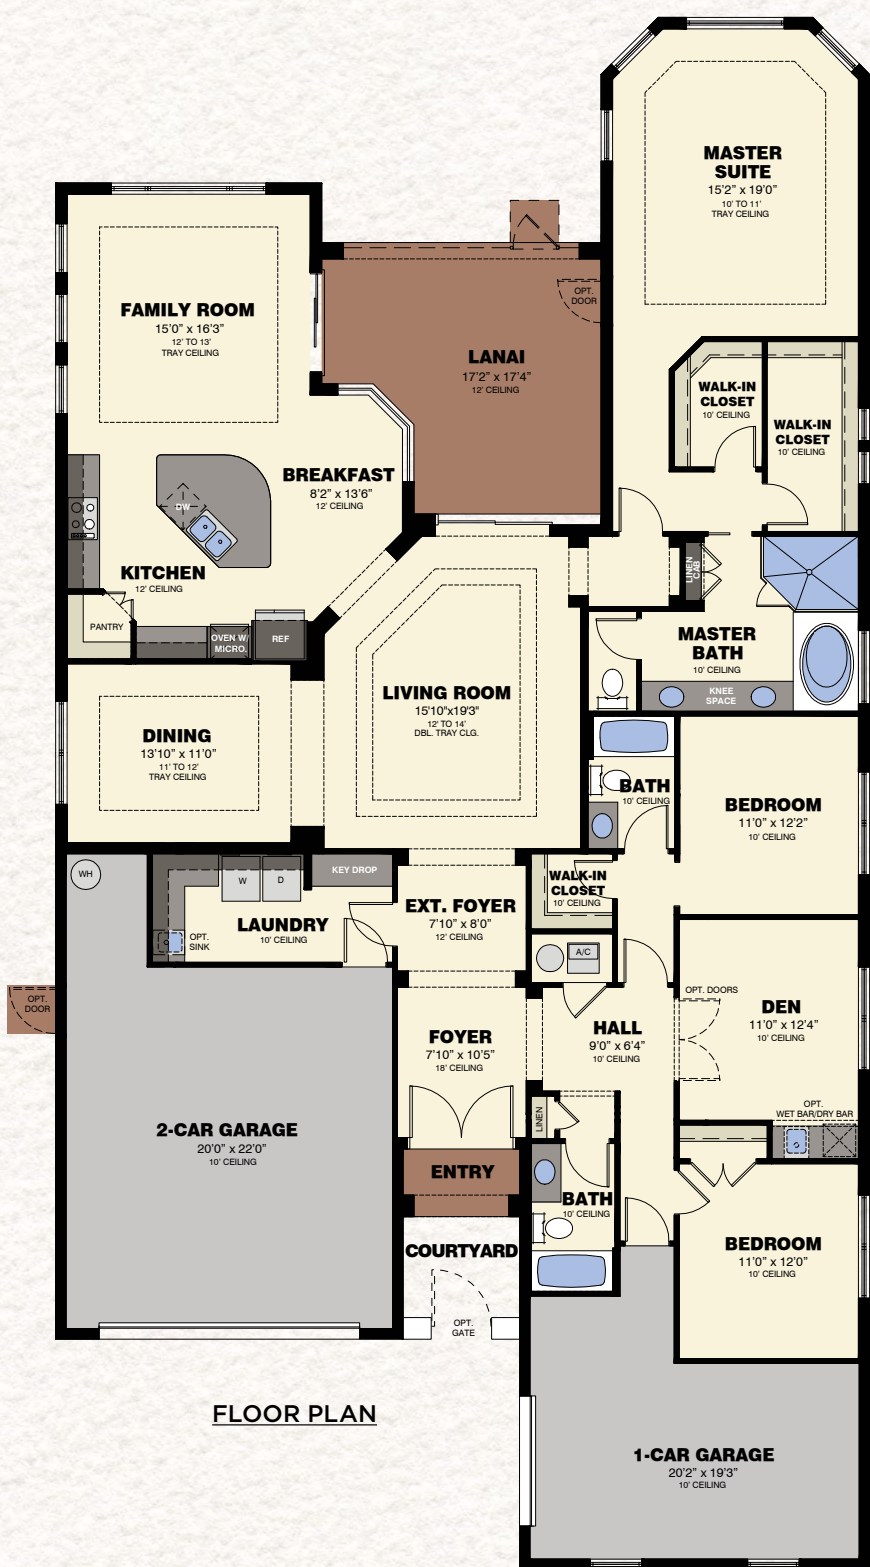 MASTER
SUITE
15'2" x 19'0"
10' TO 11'
TRAY CEILING
FAMILY ROOM
15'0" x 16'3"
12' TO 13'
TRAY CEILING
OPT.
DOOR
LANAI
17'2" x 17'4"
12' CEILING
WALK-IN
CLOSET
10' CEILING
WALK-IN
CLOSET
10' CEILING
BREAKFAST
8'2" x 13'6"
12' CEILING
DW
KITCHEN
12' CEILING
LINEN
CAB
PANTRY
OVEN W/
MICRO.
REF
MASTER
BATH
10' CEILING
KNEE
SPACE
LIVING ROOM
15'10"x19'3"
12' TO 14'
DBL. TRAY CLG.
DINING
13'10" x 11'0"
11' TO 12'
TRAY CEILING
BATH
10' CEILING
BEDROOM
11'0" x 12'2"
10' CEILING
WH
W
D
KEY DROP
WALK-IN
CLOSET
10' CEILING
LAUNDRY
10' CEILING
OPT.
SINK
EXT. FOYER
7'10" x 8'0"
12' CEILING
A/C
OPT.
DOOR
OPT. DOORS
DEN
11'0" x 12'4"
10' CEILING
FOYER
7'10" x 10'5"
18' CEILING
HALL
9'0" x 6'4"
10' CEILING
OPT.
WET BAR/DRY BAR
LINEN
2-CAR GARAGE
20'0" x 22'0"
10' CEILING
ENTRY
BATH
10' CEILING
COURTYARD
BEDROOM
11'0" x 12'0"
10' CEILING
OPT.
GATE
FLOOR PLAN
1-CAR GARAGE
20'2" x 19'3"
10' CEILING